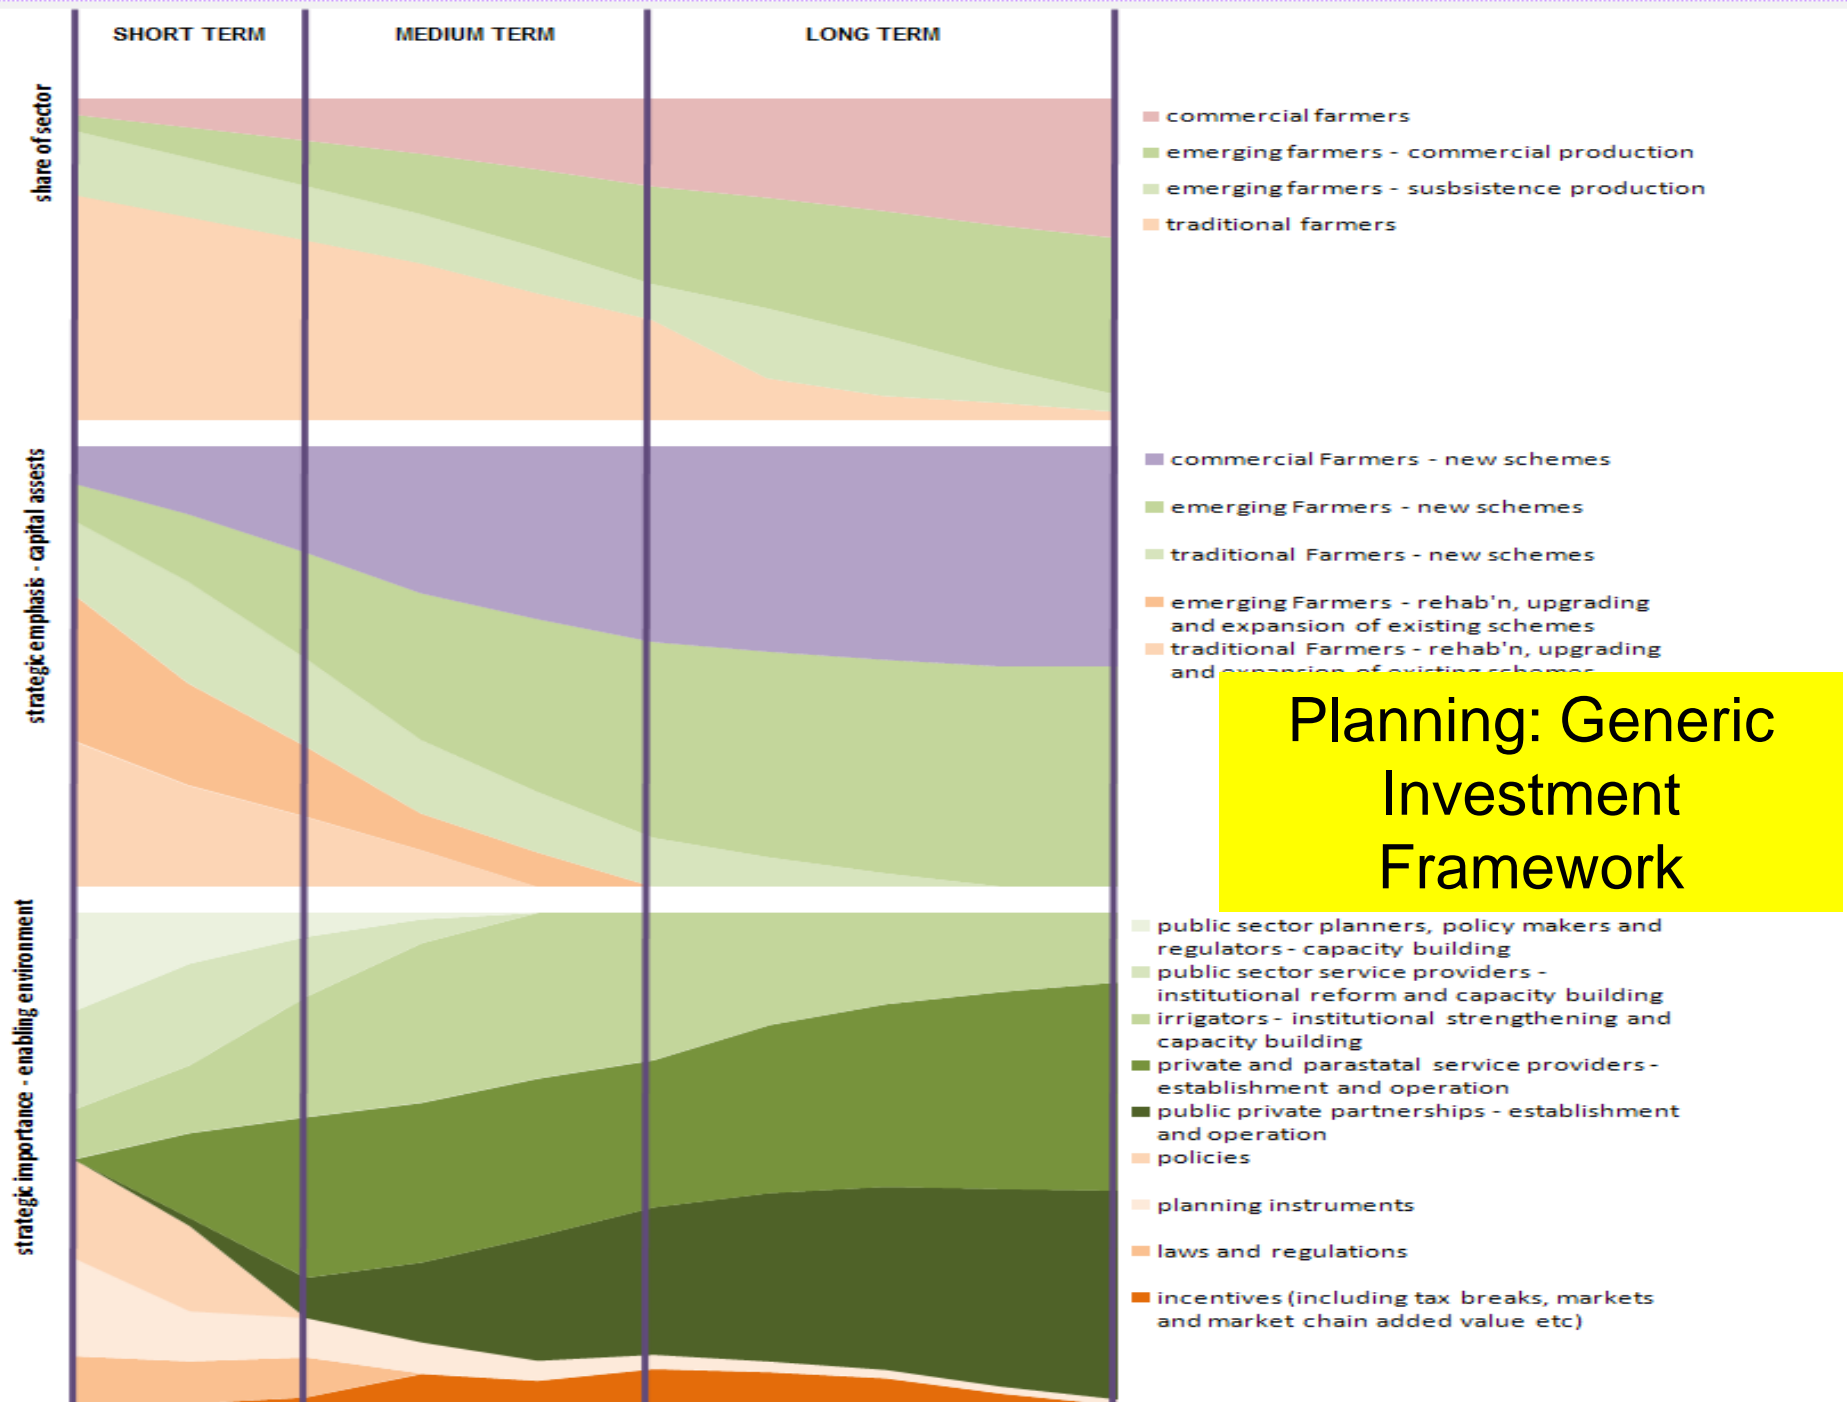 SHORT TERM
MEDIUM TERM
LONG TERM
share of sector
commercial farmers
emerging farmers - commercial production
emerging farmers - susbsistence production
traditional farmers
strategic emphasis - capital assests
commercial Farmers - new schemes
emerging Farmers - new schemes
traditional Farmers - new schemes
emerging Farmers - rehab'n, upgrading
and expansion of existing schemes
traditional Farmers - rehab'n, upgrading
and expansion of existing schemes
Planning: Generic
Investment
Framework
strategic importance - enabling environment
public sector planners, policy makers and
regulators - capacity building
public sector service providers -
institutional reform and capacity building
irrigators - institutional strengthening and
capacity building
private and parastatal service providers -
establishment and operation
public private partnerships - establishment
and operation
policies
planning instruments
laws and regulations
incentives (including tax breaks, markets
and market chain added value etc)